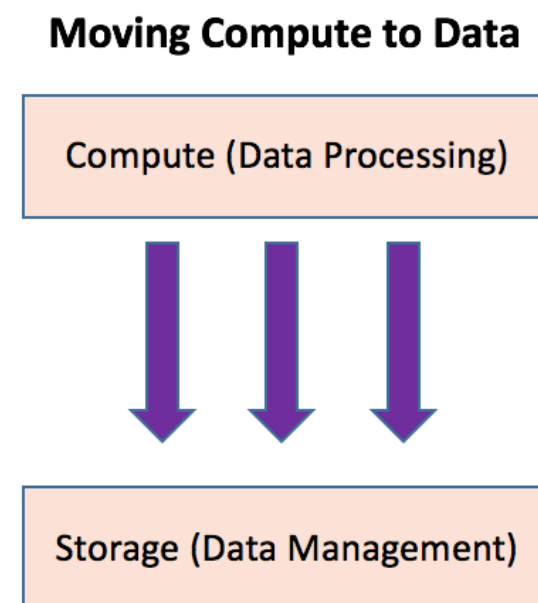 Moving Compute to Data
Compute (Data Processing)
Storage (Data Management)